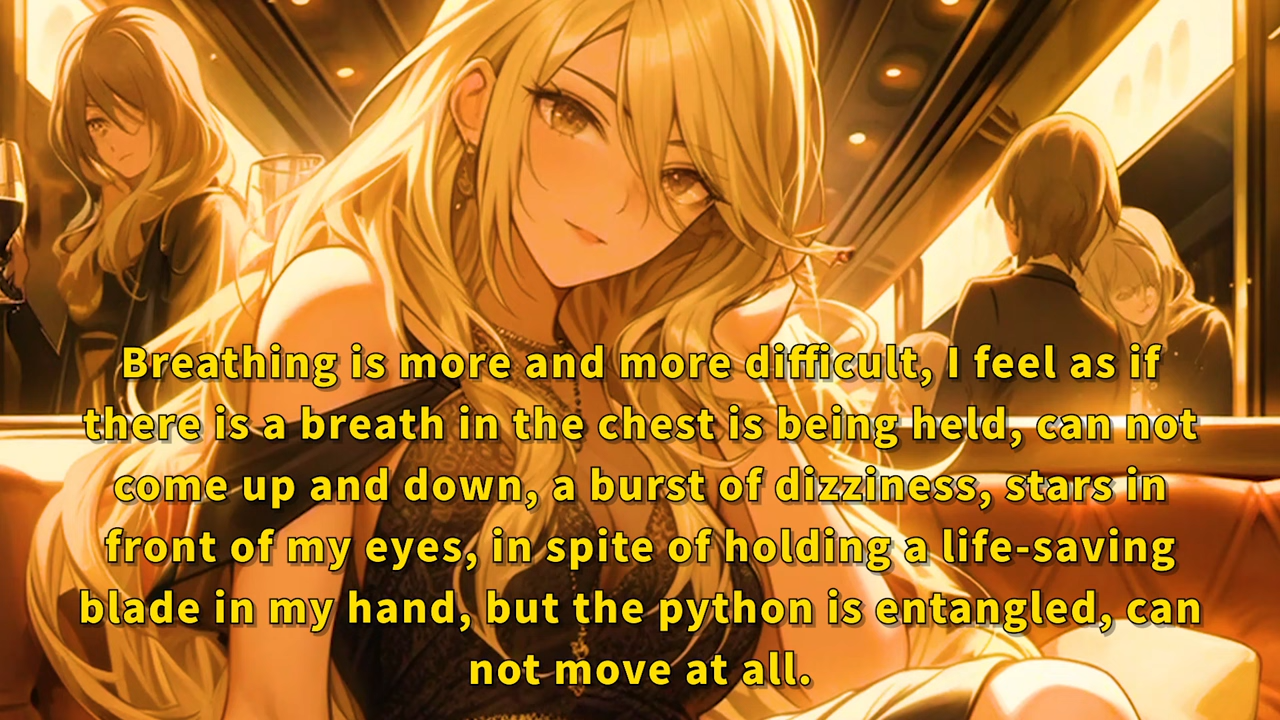 Breathing is more and more difficult, I feel as if
there is a breath in the chest is being held, can not
come up and down, a burst of dizziness, stars in
front of my eyes, in spite of holding a life-saving
blade in my hand, but the python is entangled, can
not move at all.